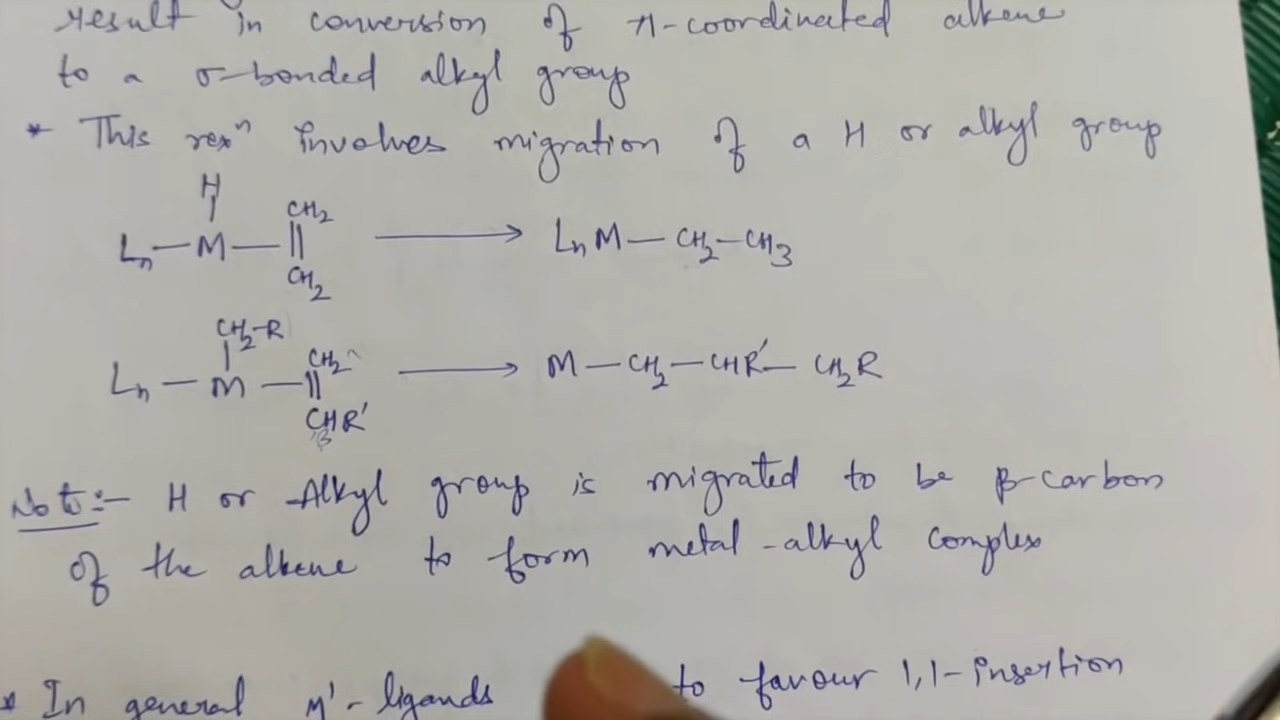 result in conversion of π-coordinated alkene
to a σ-bonded alkyl group
* This rexⁿ involves migration of a H or alkyl group
H
CH₂
Lₙ—M—|| ⟶ LₙM—CH₂—CH₃
CH₂
CH₂-R
CH₂
Lₙ—M—|| ⟶ M—CH₂—CHR'—CH₂R
CHR'
β
Note:- H or Alkyl group is migrated to be β-carbon
of the alkene to form metal-alkyl complex
* In general η'-ligands to favour 1,1-insertion